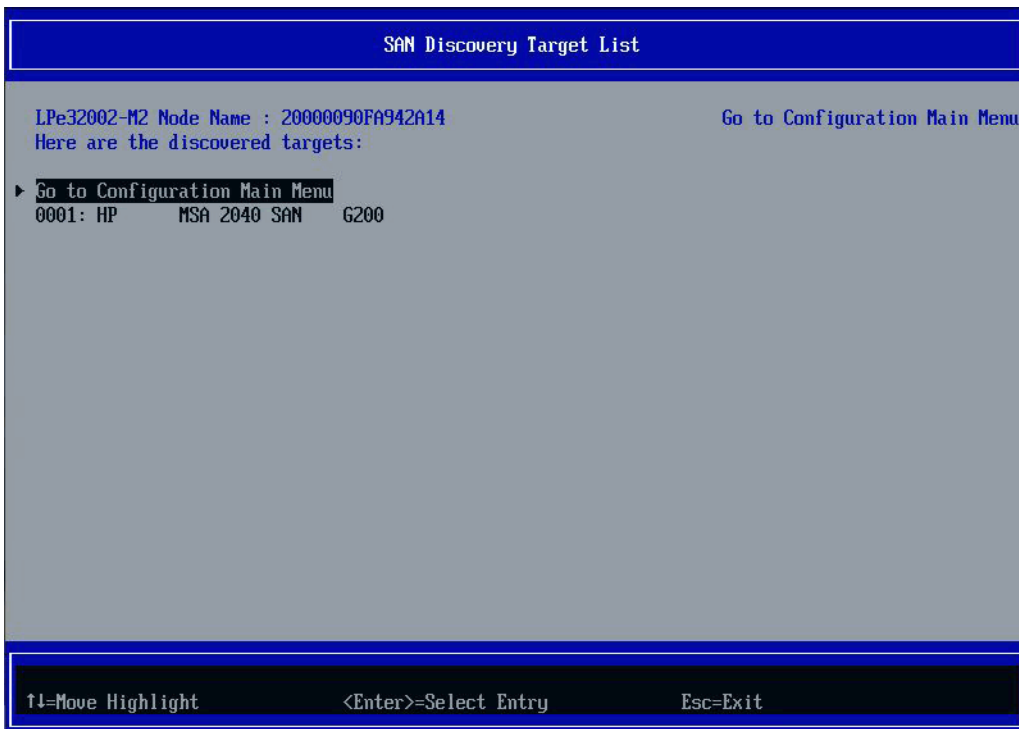 SAN Discovery Target List
LPe32002-M2 Node Name : 20000090FA942A14
Go to Configuration Main Menu
Here are the discovered targets:
Go to Configuration Main Menu
0001: HP MSA 2040 SAN G200
↑↓=Move Highlight <Enter>=Select Entry Esc=Exit